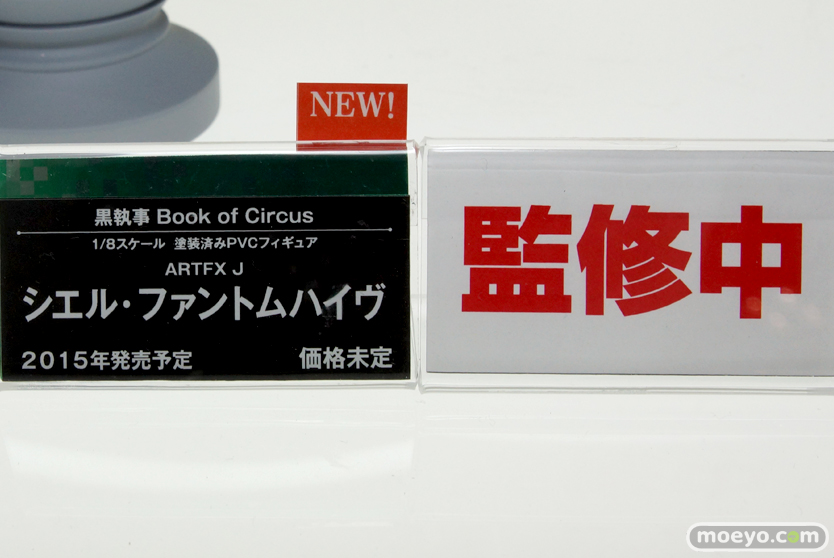 NEW!
黒執事 Book of Circus
1/8スケール 塗装済みPVCフィギュア
ARTFX J
シエル・ファントムハイヴ
2015年発売予定 価格未定
監修中
moeyo.com